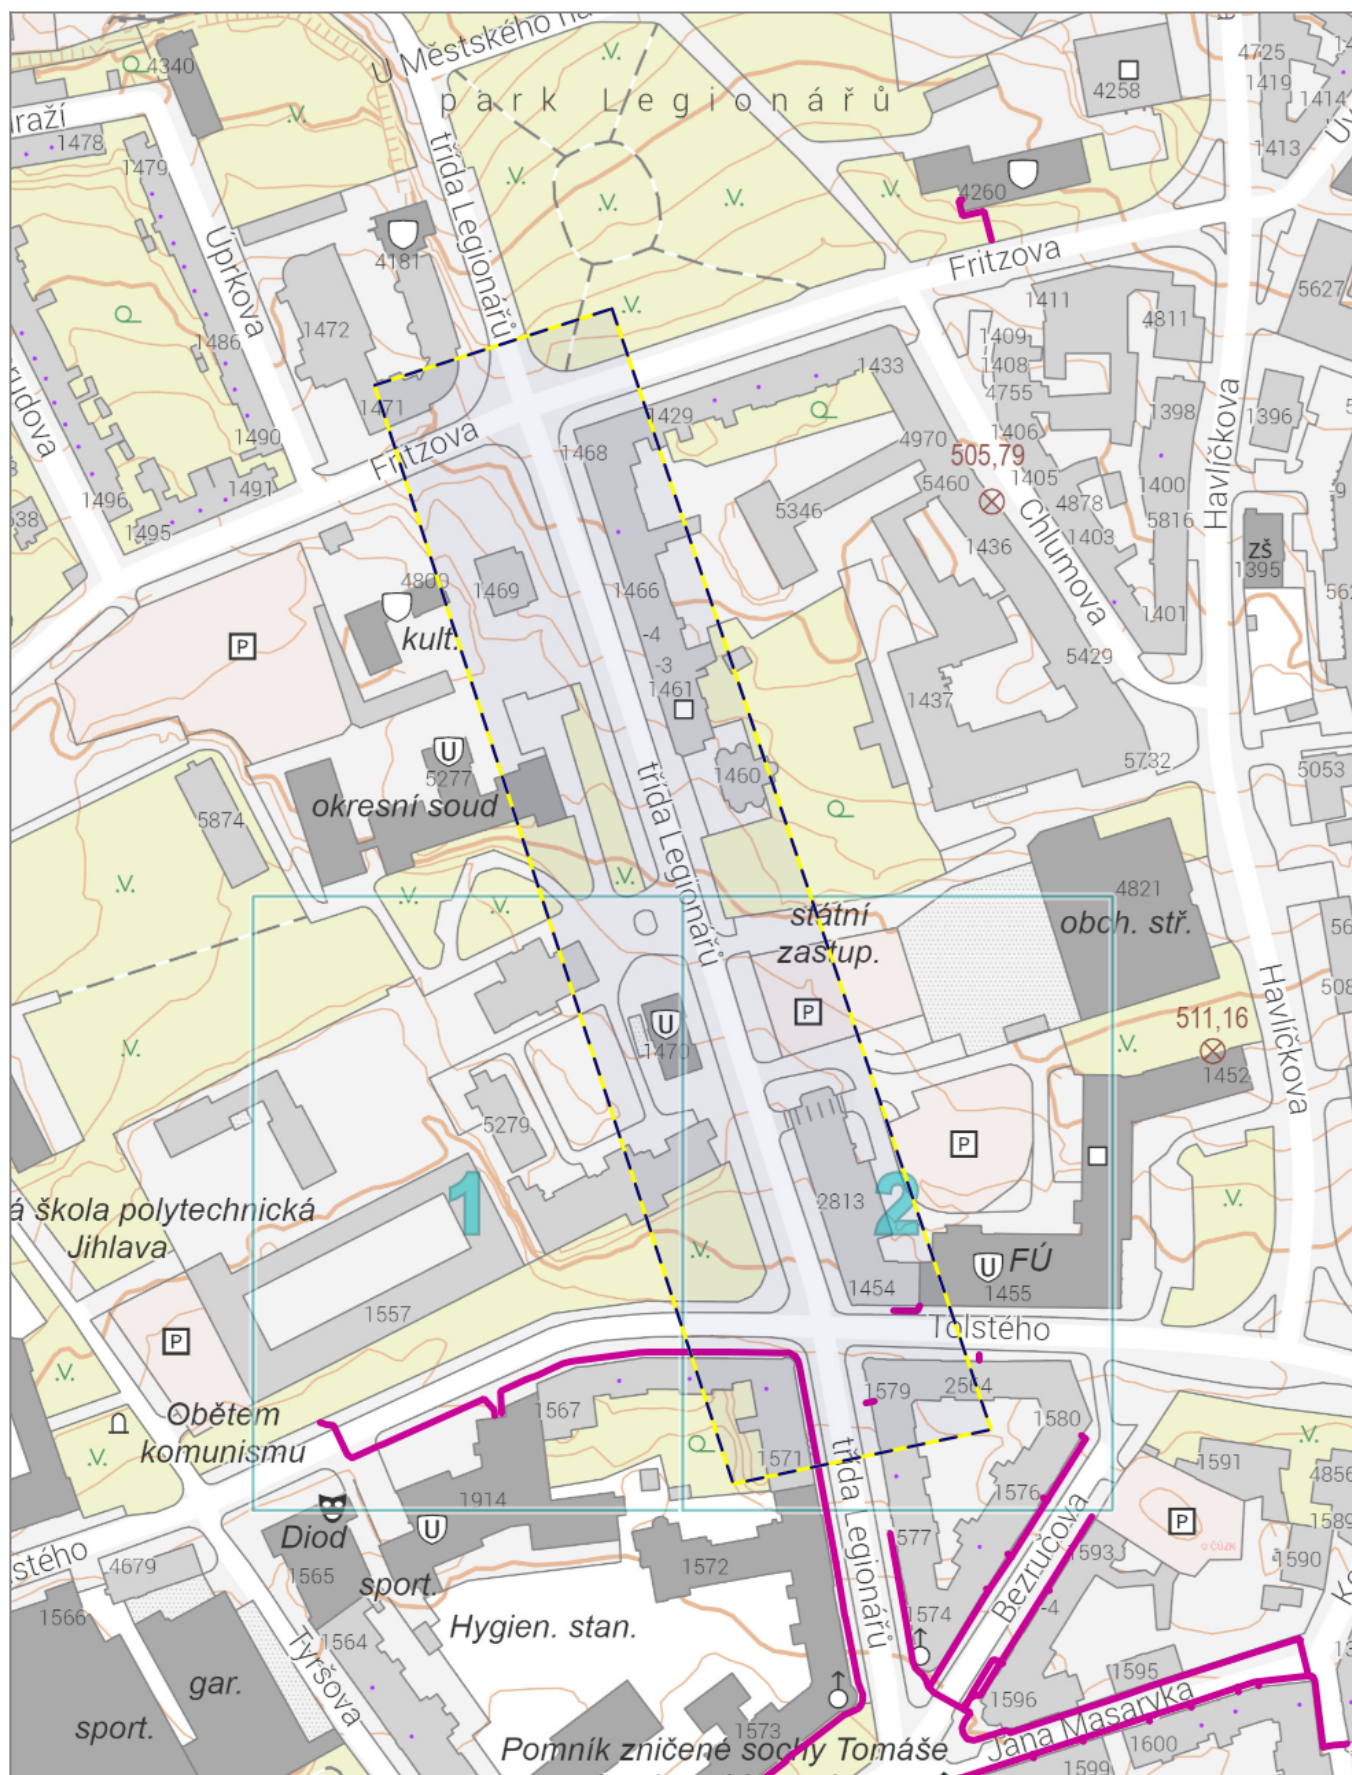 U Městského
park Legionářů
4340
4725
1419
1414
4258
1413
1478
1479
třída Legionářů
4260
Fritzova
Úprkova
4181
1472
1486
1411
1409
4811
1408
4755
5627
1433
1429
1471
1468
Fritzova
1398
1396
1406
4970
505,79
1405
5460
Havlíčkova
1490
1491
1496
1495
5346
4878
1400
5816
Chlumova
1436
1403
ZŠ
1395
4809
1469
1466
P
kult.
-4
-3
1461
1401
5429
1437
U
5277
okresní soud
1460
třída Legionářů
5732
5053
5874
4821
státní
zastup.
obch. stř.
Havlíčkova
P
U
1470
511,16
1452
5279
P
1
2
2813
á škola polytechnická
Jihlava
U
FÚ
1454
1455
1557
Tolstého
P
Obětem
komunismu
1567
1579
2564
1580
1571
třída Legionářů
1591
4856
1914
U
Diod
1576
P
1589
© ČÚZK
1590
4679
1565
sport.
1572
577
1593
Bezručova
-4
1566
1564
Hygien. stan.
1574
Tyršova
gar.
1595
1596
Jana Masaryka
sport.
1573
1600
Pomník zničené sochy Tomáše
1599